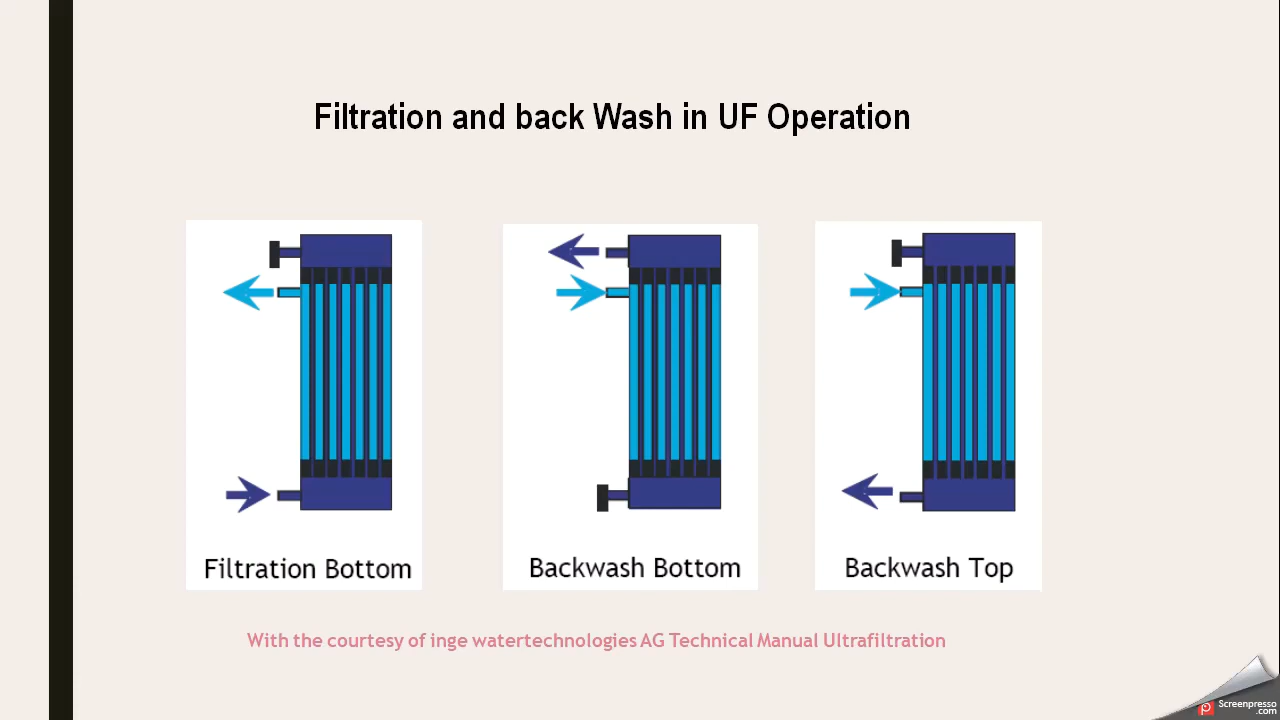 Filtration and back Wash in UF Operation
Filtration Bottom
Backwash Bottom
Backwash Top
With the courtesy of inge watertechnologies AG Technical Manual Ultrafiltration
Screenpresso
.com